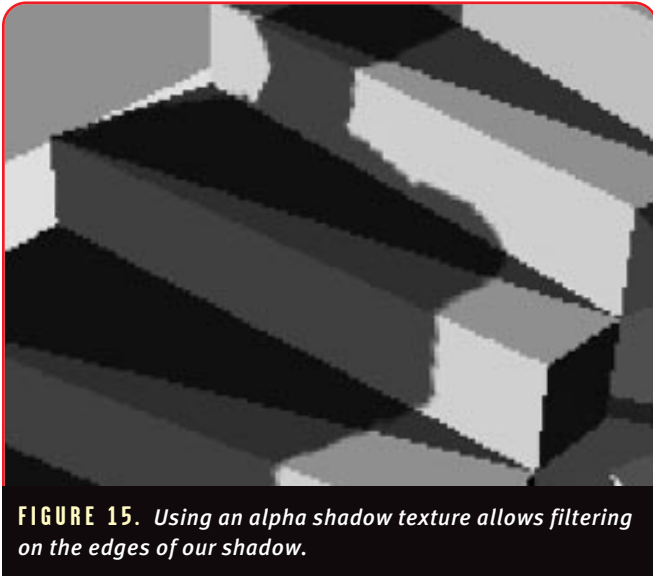 FIGURE 15. Using an alpha shadow texture allows filtering
on the edges of our shadow.